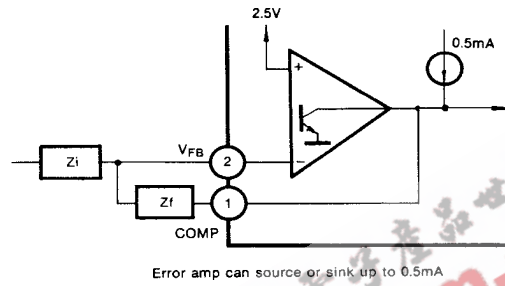 2.5V
0.5mA
+
Zi
VFB
2
−
Zf
1
COMP
Error amp can source or sink up to 0.5mA